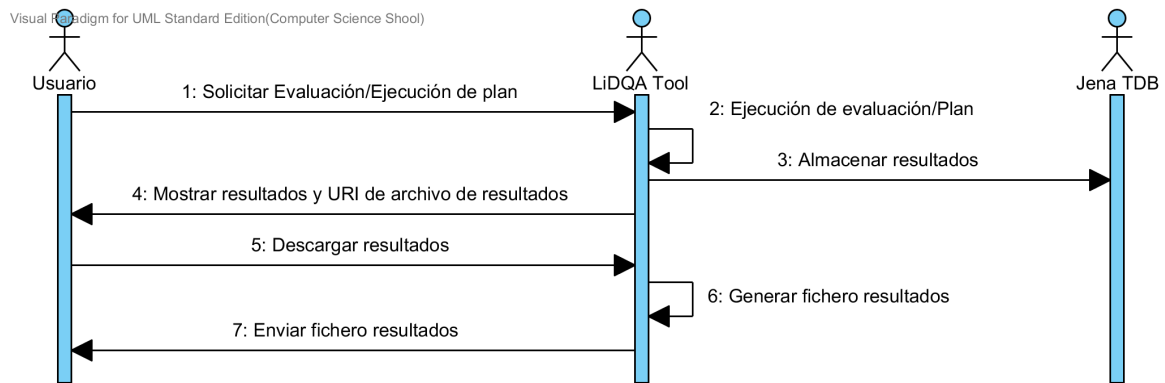 Visual Paradigm for UML Standard Edition(Computer Science Shool)
Usuario
LiDQA Tool
Jena TDB
1: Solicitar Evaluación/Ejecución de plan
2: Ejecución de evaluación/Plan
3: Almacenar resultados
4: Mostrar resultados y URI de archivo de resultados
5: Descargar resultados
6: Generar fichero resultados
7: Enviar fichero resultados